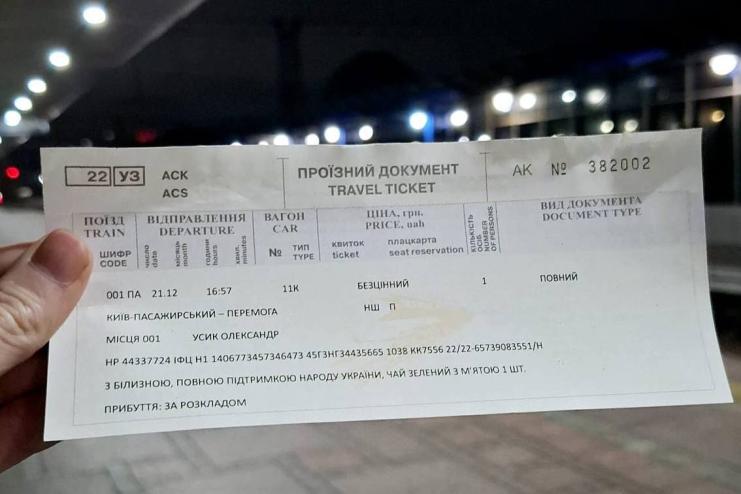 22 УЗ АСК ПРОЇЗНИЙ ДОКУМЕНТ АК № 382002
ACS TRAVEL TICKET
ПОЇЗД ВІДПРАВЛЕННЯ ВАГОН ЦІНА, грн. КІЛЬКІСТЬ ОСІБ ВИД ДОКУМЕНТА
TRAIN DEPARTURE CAR PRICE, uah NUMBER OF PERSONS DOCUMENT TYPE
ШИФР число місяць години хвил. № ТИП квиток плацкарта
CODE date month hours minutes TYPE ticket seat reservation
001 ПА 21.12 16:57 11К БЕЗЦІННИЙ 1 ПОВНИЙ
КИЇВ-ПАСАЖИРСЬКИЙ – ПЕРЕМОГА НШ П
МІСЦЯ 001 УСИК ОЛЕКСАНДР
НР 44337724 ІФЦ Н1 1406773457346473 45ГЗНГ34435665 1038 КК7556 22/22-65739083551/Н
З БІЛИЗНОЮ, ПОВНОЮ ПІДТРИМКОЮ НАРОДУ УКРАЇНИ, ЧАЙ ЗЕЛЕНИЙ З М'ЯТОЮ 1 ШТ.
ПРИБУТТЯ: ЗА РОЗКЛАДОМ